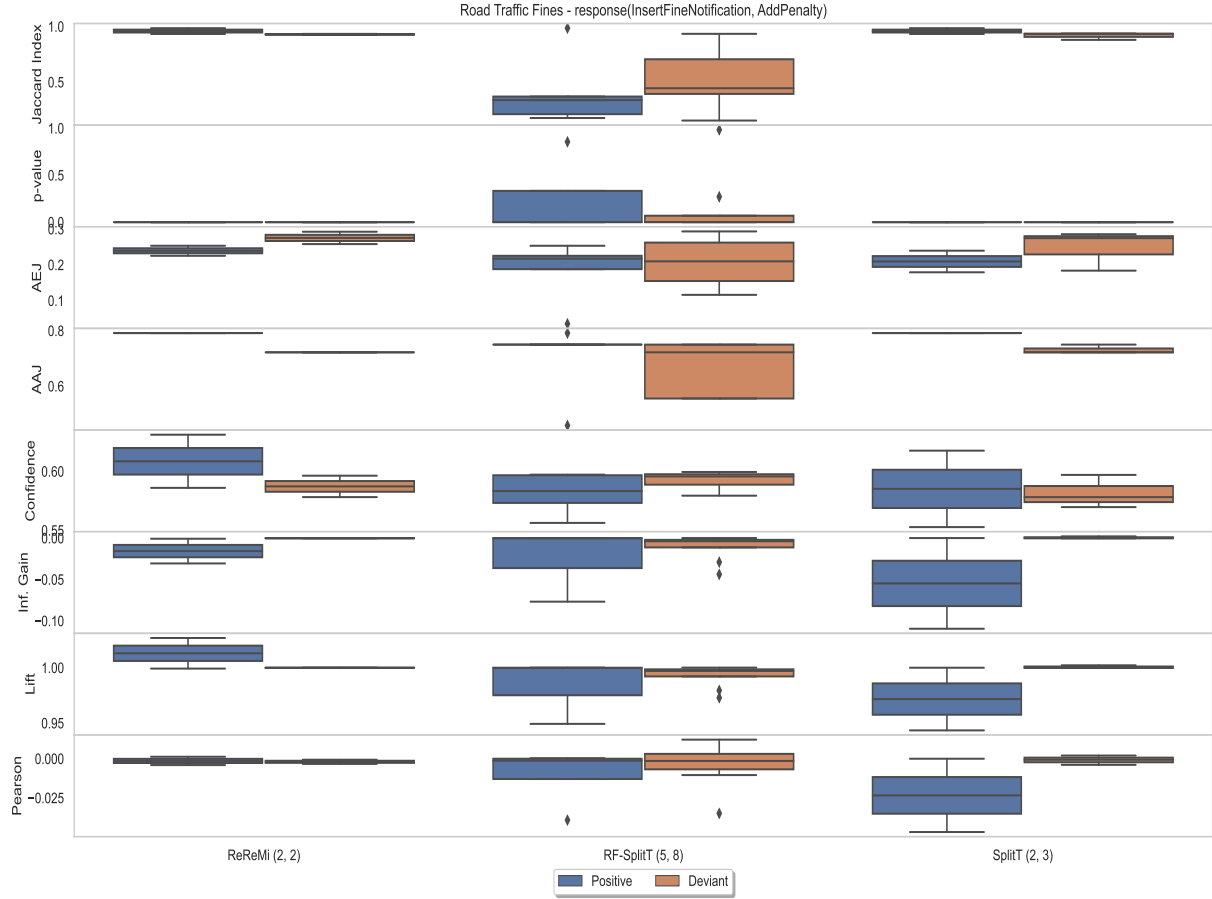 Road Traffic Fines - response(InsertFineNotification, AddPenalty)
Jaccard Index
1.0
0.5
p-value
1.0
0.5
0.0
AEJ
0.3
0.2
0.1
AAJ
0.8
0.6
Confidence
0.60
0.55
Inf. Gain
0.00
−0.05
−0.10
Lift
1.00
0.95
Pearson
0.000
−0.025
ReReMi (2, 2)
RF-SplitT (5, 8)
SplitT (2, 3)
Positive
Deviant